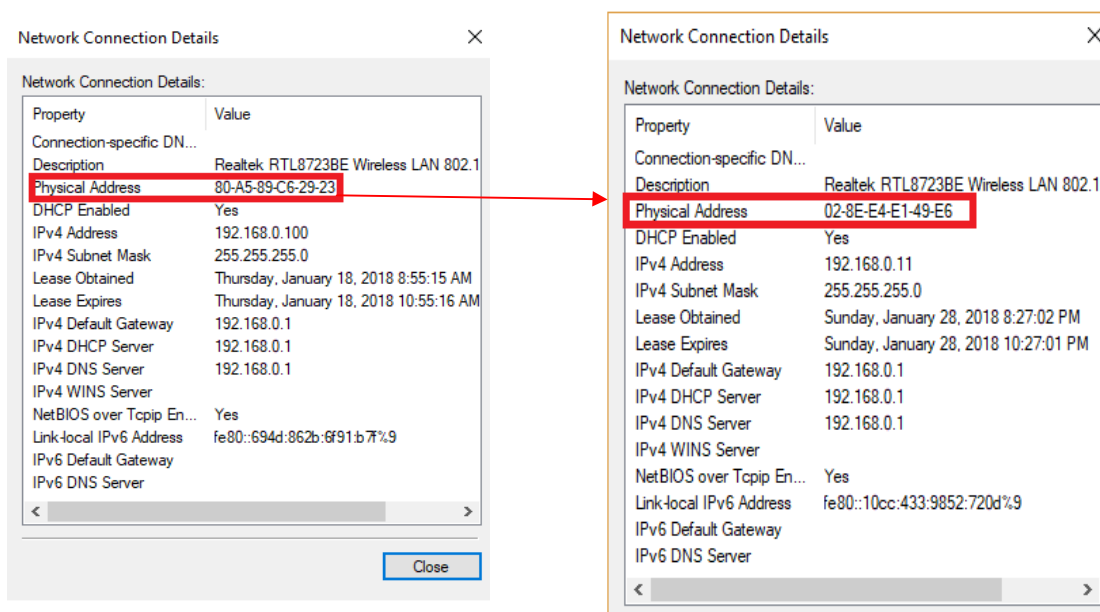 Network Connection Details
Network Connection Details:
Property Value
Connection-specific DN...
Description Realtek RTL8723BE Wireless LAN 802.1
Physical Address 80-A5-89-C6-29-23
DHCP Enabled Yes
IPv4 Address 192.168.0.100
IPv4 Subnet Mask 255.255.255.0
Lease Obtained Thursday, January 18, 2018 8:55:15 AM
Lease Expires Thursday, January 18, 2018 10:55:16 AM
IPv4 Default Gateway 192.168.0.1
IPv4 DHCP Server 192.168.0.1
IPv4 DNS Server 192.168.0.1
IPv4 WINS Server
NetBIOS over Tcpip En... Yes
Link-local IPv6 Address fe80::694d:862b:6f91:b7f%9
IPv6 Default Gateway
IPv6 DNS Server
Close
Network Connection Details
Network Connection Details:
Property Value
Connection-specific DN...
Description Realtek RTL8723BE Wireless LAN 802.1
Physical Address 02-8E-E4-E1-49-E6
DHCP Enabled Yes
IPv4 Address 192.168.0.11
IPv4 Subnet Mask 255.255.255.0
Lease Obtained Sunday, January 28, 2018 8:27:02 PM
Lease Expires Sunday, January 28, 2018 10:27:01 PM
IPv4 Default Gateway 192.168.0.1
IPv4 DHCP Server 192.168.0.1
IPv4 DNS Server 192.168.0.1
IPv4 WINS Server
NetBIOS over Tcpip En... Yes
Link-local IPv6 Address fe80::10cc:433:9852:720d%9
IPv6 Default Gateway
IPv6 DNS Server